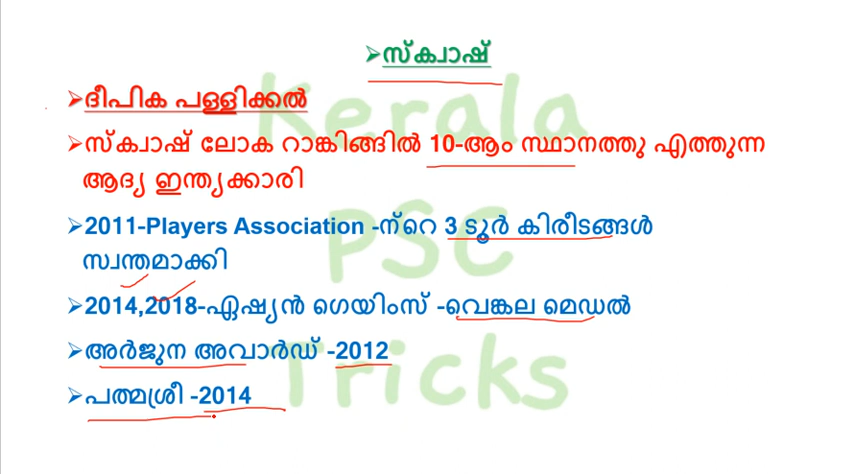 ➢സ്ക്വാഷ്
➢ദീപിക പള്ളിക്കൽ
➢സ്ക്വാഷ് ലോക റാങ്കിങ്ങിൽ 10-ആം സ്ഥാനത്തു എത്തുന്ന
ആദ്യ ഇന്ത്യക്കാരി
➢2011-Players Association -ന്റെ 3 ടൂർ കിരീടങ്ങൾ
സ്വന്തമാക്കി
➢2014,2018-ഏഷ്യൻ ഗെയിംസ് -വെങ്കല മെഡൽ
➢അർജുന അവാർഡ് -2012
➢പത്മശ്രീ -2014
Kerala
PSC
Tricks